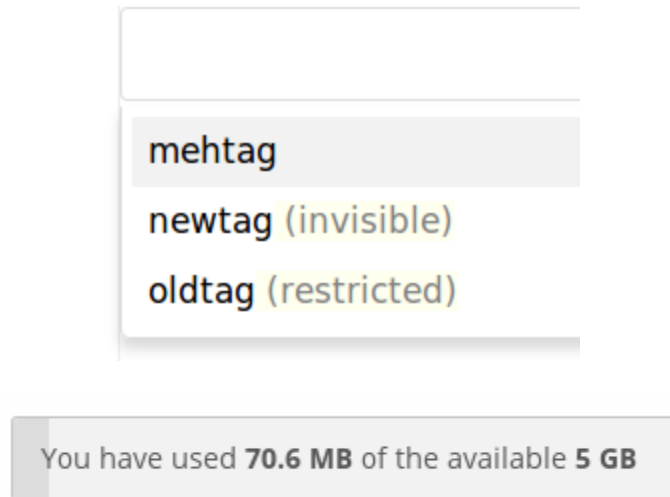 mehtag
newtag (invisible)
oldtag (restricted)
You have used 70.6 MB of the available 5 GB